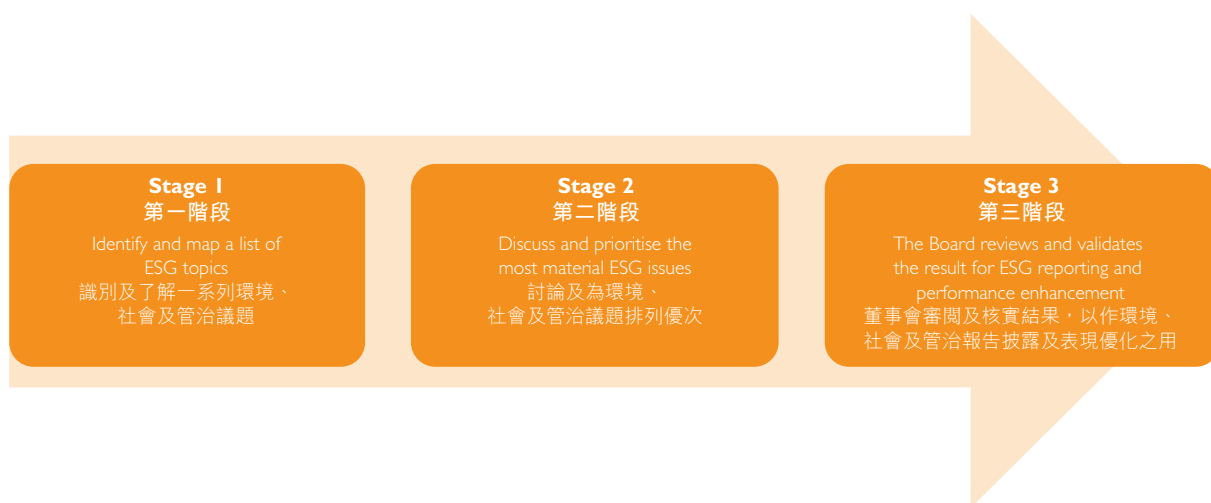 Stage 1
第一階段
Identify and map a list of
ESG topics
識別及了解一系列環境、
社會及管治議題
Stage 2
第二階段
Discuss and prioritise the
most material ESG issues
討論及為環境、
社會及管治議題排列優次
Stage 3
第三階段
The Board reviews and validates
the result for ESG reporting and
performance enhancement
董事會審閱及核實結果，以作環境、
社會及管治報告披露及表現優化之用